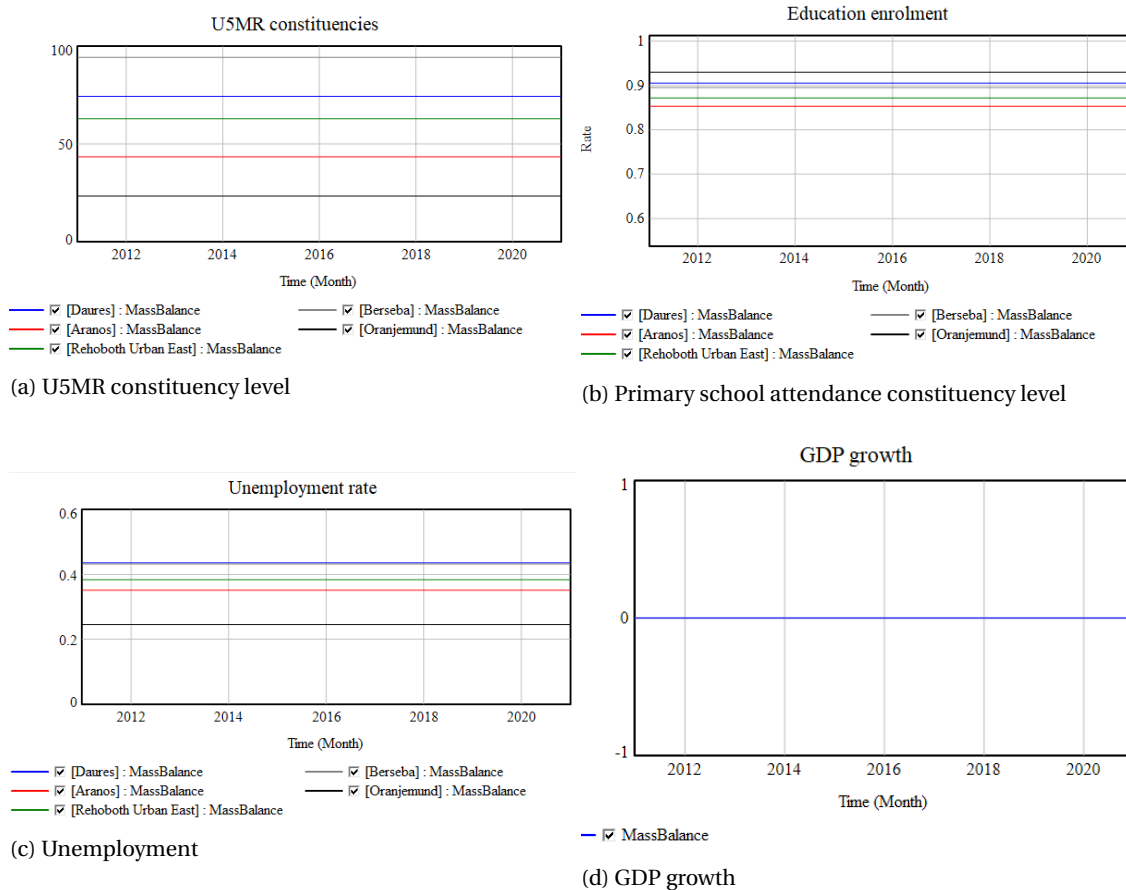 U5MR constituencies
100
50
0
2012 2014 2016 2018 2020
Time (Month)
[Daures] : MassBalance [Berseba] : MassBalance
[Aranos] : MassBalance [Oranjemund] : MassBalance
[Rehoboth Urban East] : MassBalance
(a) U5MR constituency level
Education enrolment
1
0.9
0.8
0.7
0.6
Rate
2012 2014 2016 2018 2020
Time (Month)
[Daures] : MassBalance [Berseba] : MassBalance
[Aranos] : MassBalance [Oranjemund] : MassBalance
[Rehoboth Urban East] : MassBalance
(b) Primary school attendance constituency level
Unemployment rate
0.6
0.4
0.2
0
2012 2014 2016 2018 2020
Time (Month)
[Daures] : MassBalance [Berseba] : MassBalance
[Aranos] : MassBalance [Oranjemund] : MassBalance
[Rehoboth Urban East] : MassBalance
(c) Unemployment
GDP growth
1
0
-1
2012 2014 2016 2018 2020
Time (Month)
MassBalance
(d) GDP growth